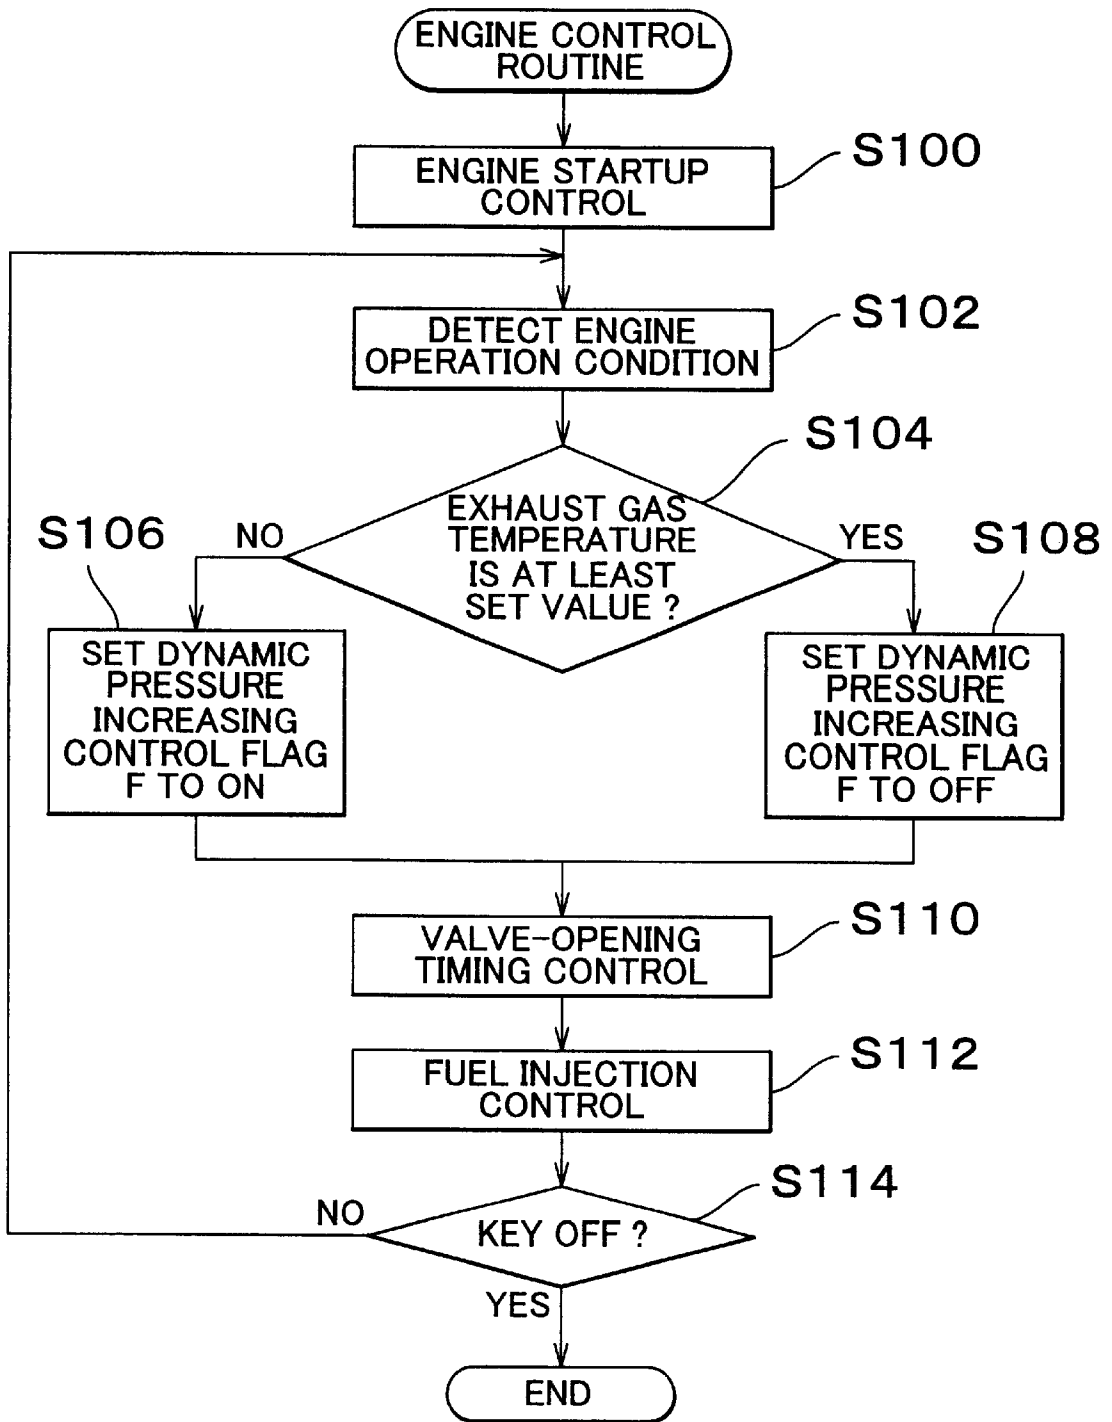 ENGINE CONTROL
ROUTINE
S100
ENGINE STARTUP
CONTROL
S102
DETECT ENGINE
OPERATION CONDITION
S104
EXHAUST GAS
TEMPERATURE
IS AT LEAST
SET VALUE ?
NO
YES
S106
S108
SET DYNAMIC
PRESSURE
INCREASING
CONTROL FLAG
F TO ON
SET DYNAMIC
PRESSURE
INCREASING
CONTROL FLAG
F TO OFF
S110
VALVE-OPENING
TIMING CONTROL
S112
FUEL INJECTION
CONTROL
S114
NO
KEY OFF ?
YES
END